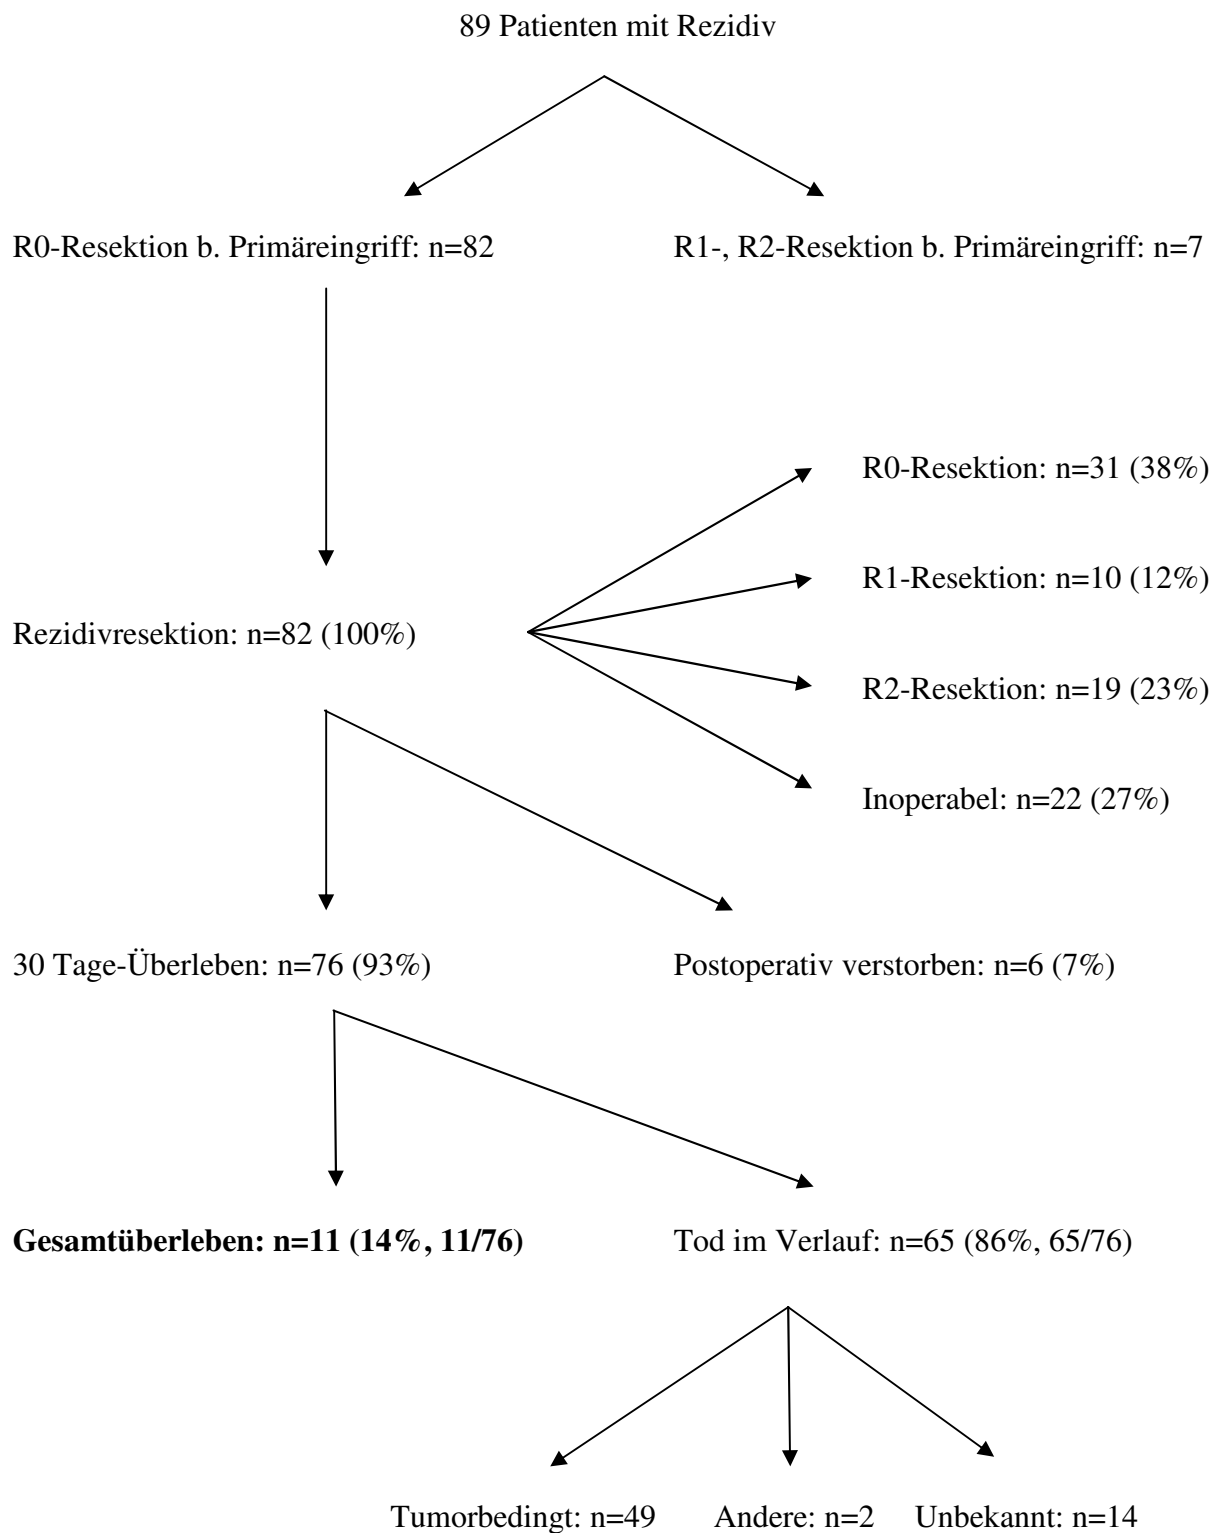 89 Patienten mit Rezidiv
R0-Resektion b. Primäreingriff: n=82
R1-, R2-Resektion b. Primäreingriff: n=7
R0-Resektion: n=31 (38%)
R1-Resektion: n=10 (12%)
Rezidivresektion: n=82 (100%)
R2-Resektion: n=19 (23%)
Inoperabel: n=22 (27%)
30 Tage-Überleben: n=76 (93%)
Postoperativ verstorben: n=6 (7%)
Gesamtüberleben: n=11 (14%, 11/76)
Tod im Verlauf: n=65 (86%, 65/76)
Tumorbedingt: n=49
Andere: n=2
Unbekannt: n=14